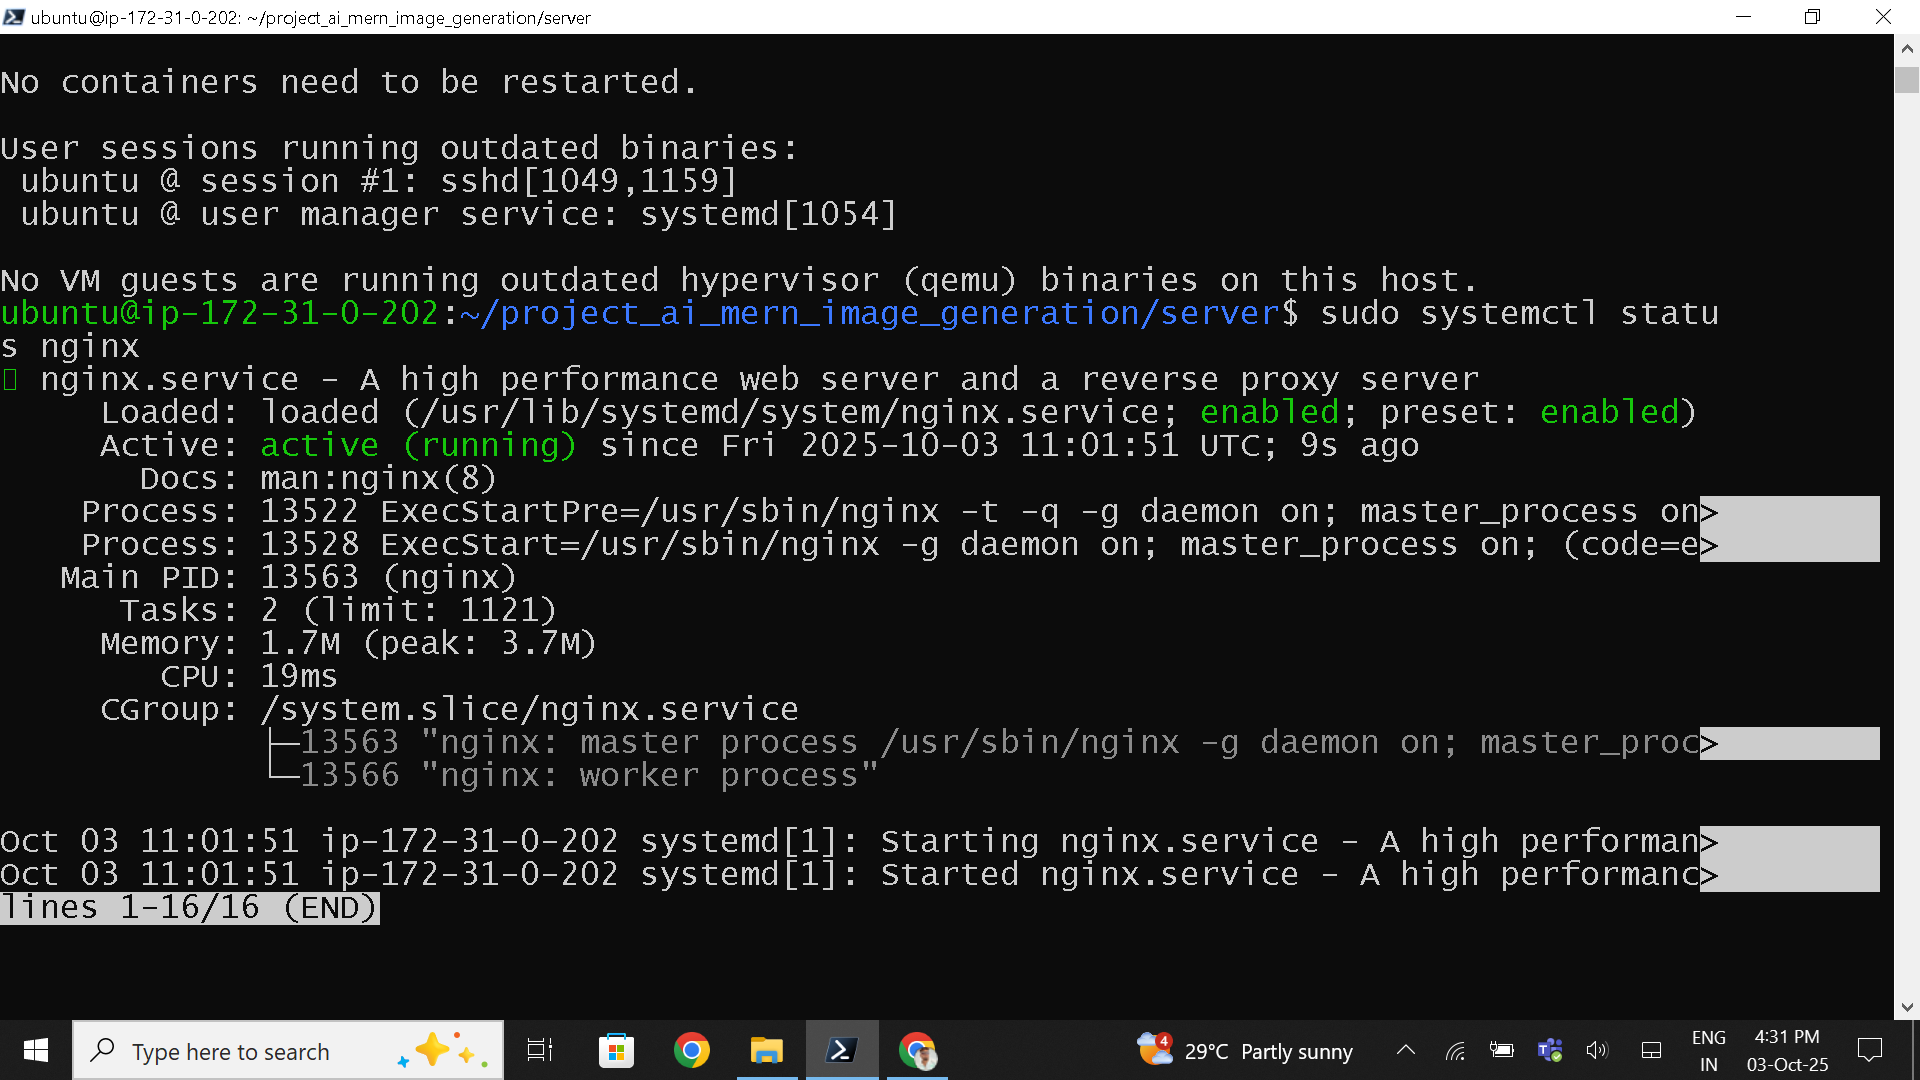 ubuntu@ip-172-31-0-202: ~/project_ai_mern_image_generation/server
No containers need to be restarted.
User sessions running outdated binaries:
ubuntu @ session #1: sshd[1049,1159]
ubuntu @ user manager service: systemd[1054]
No VM guests are running outdated hypervisor (qemu) binaries on this host.
ubuntu@ip-172-31-0-202:~/project_ai_mern_image_generation/server$ sudo systemctl statu
s nginx
nginx.service - A high performance web server and a reverse proxy server
Loaded: loaded (/usr/lib/systemd/system/nginx.service; enabled; preset: enabled)
Active: active (running) since Fri 2025-10-03 11:01:51 UTC; 9s ago
Docs: man:nginx(8)
Process: 13522 ExecStartPre=/usr/sbin/nginx -t -q -g daemon on; master_process on>
Process: 13528 ExecStart=/usr/sbin/nginx -g daemon on; master_process on; (code=e>
Main PID: 13563 (nginx)
Tasks: 2 (limit: 1121)
Memory: 1.7M (peak: 3.7M)
CPU: 19ms
CGroup: /system.slice/nginx.service
├─13563 "nginx: master process /usr/sbin/nginx -g daemon on; master_proc>
└─13566 "nginx: worker process"
Oct 03 11:01:51 ip-172-31-0-202 systemd[1]: Starting nginx.service - A high performan>
Oct 03 11:01:51 ip-172-31-0-202 systemd[1]: Started nginx.service - A high performanc>
lines 1-16/16 (END)
Type here to search
4
29°C Partly sunny
ENG
IN
4:31 PM
03-Oct-25